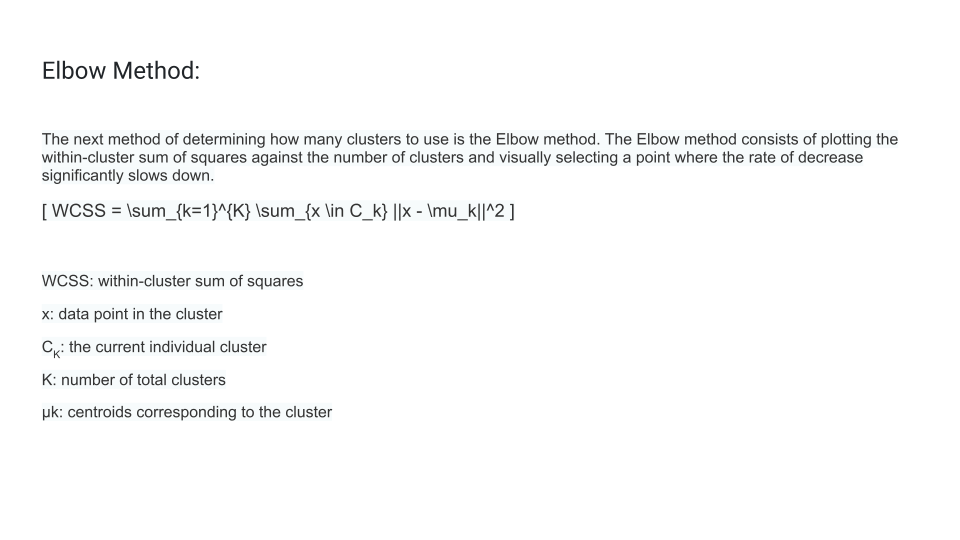 Elbow Method:
The next method of determining how many clusters to use is the Elbow method. The Elbow method consists of plotting the
within-cluster sum of squares against the number of clusters and visually selecting a point where the rate of decrease
significantly slows down.
[ WCSS = \sum_{k=1}^{K} \sum_{x \in C_k} ||x - \mu_k||^2 ]
WCSS: within-cluster sum of squares
x: data point in the cluster
CK: the current individual cluster
K: number of total clusters
μk: centroids corresponding to the cluster